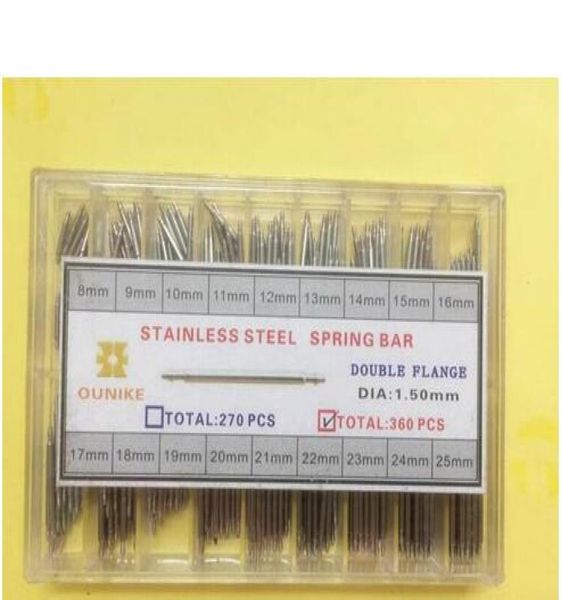 8mm 9mm 10mm 11mm 12mm 13mm 14mm 15mm 16mm
STAINLESS STEEL SPRING BAR
DOUBLE FLANGE
OUNIKE
DIA:1.50mm
TOTAL:270 PCS
TOTAL:360 PCS
17mm 18mm 19mm 20mm 21mm 22mm 23mm 24mm 25mm